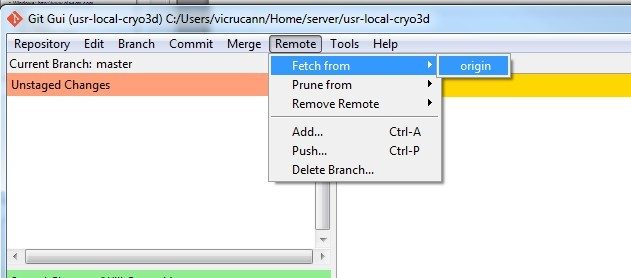 Git Gui (usr-local-cryo3d) C:/Users/vicrucann/Home/server/usr-local-cryo3d
Repository Edit Branch Commit Merge Remote Tools Help
Current Branch: master
Unstaged Changes
Fetch from
origin
Prune from
Remove Remote
Add... Ctrl-A
Push... Ctrl-P
Delete Branch...